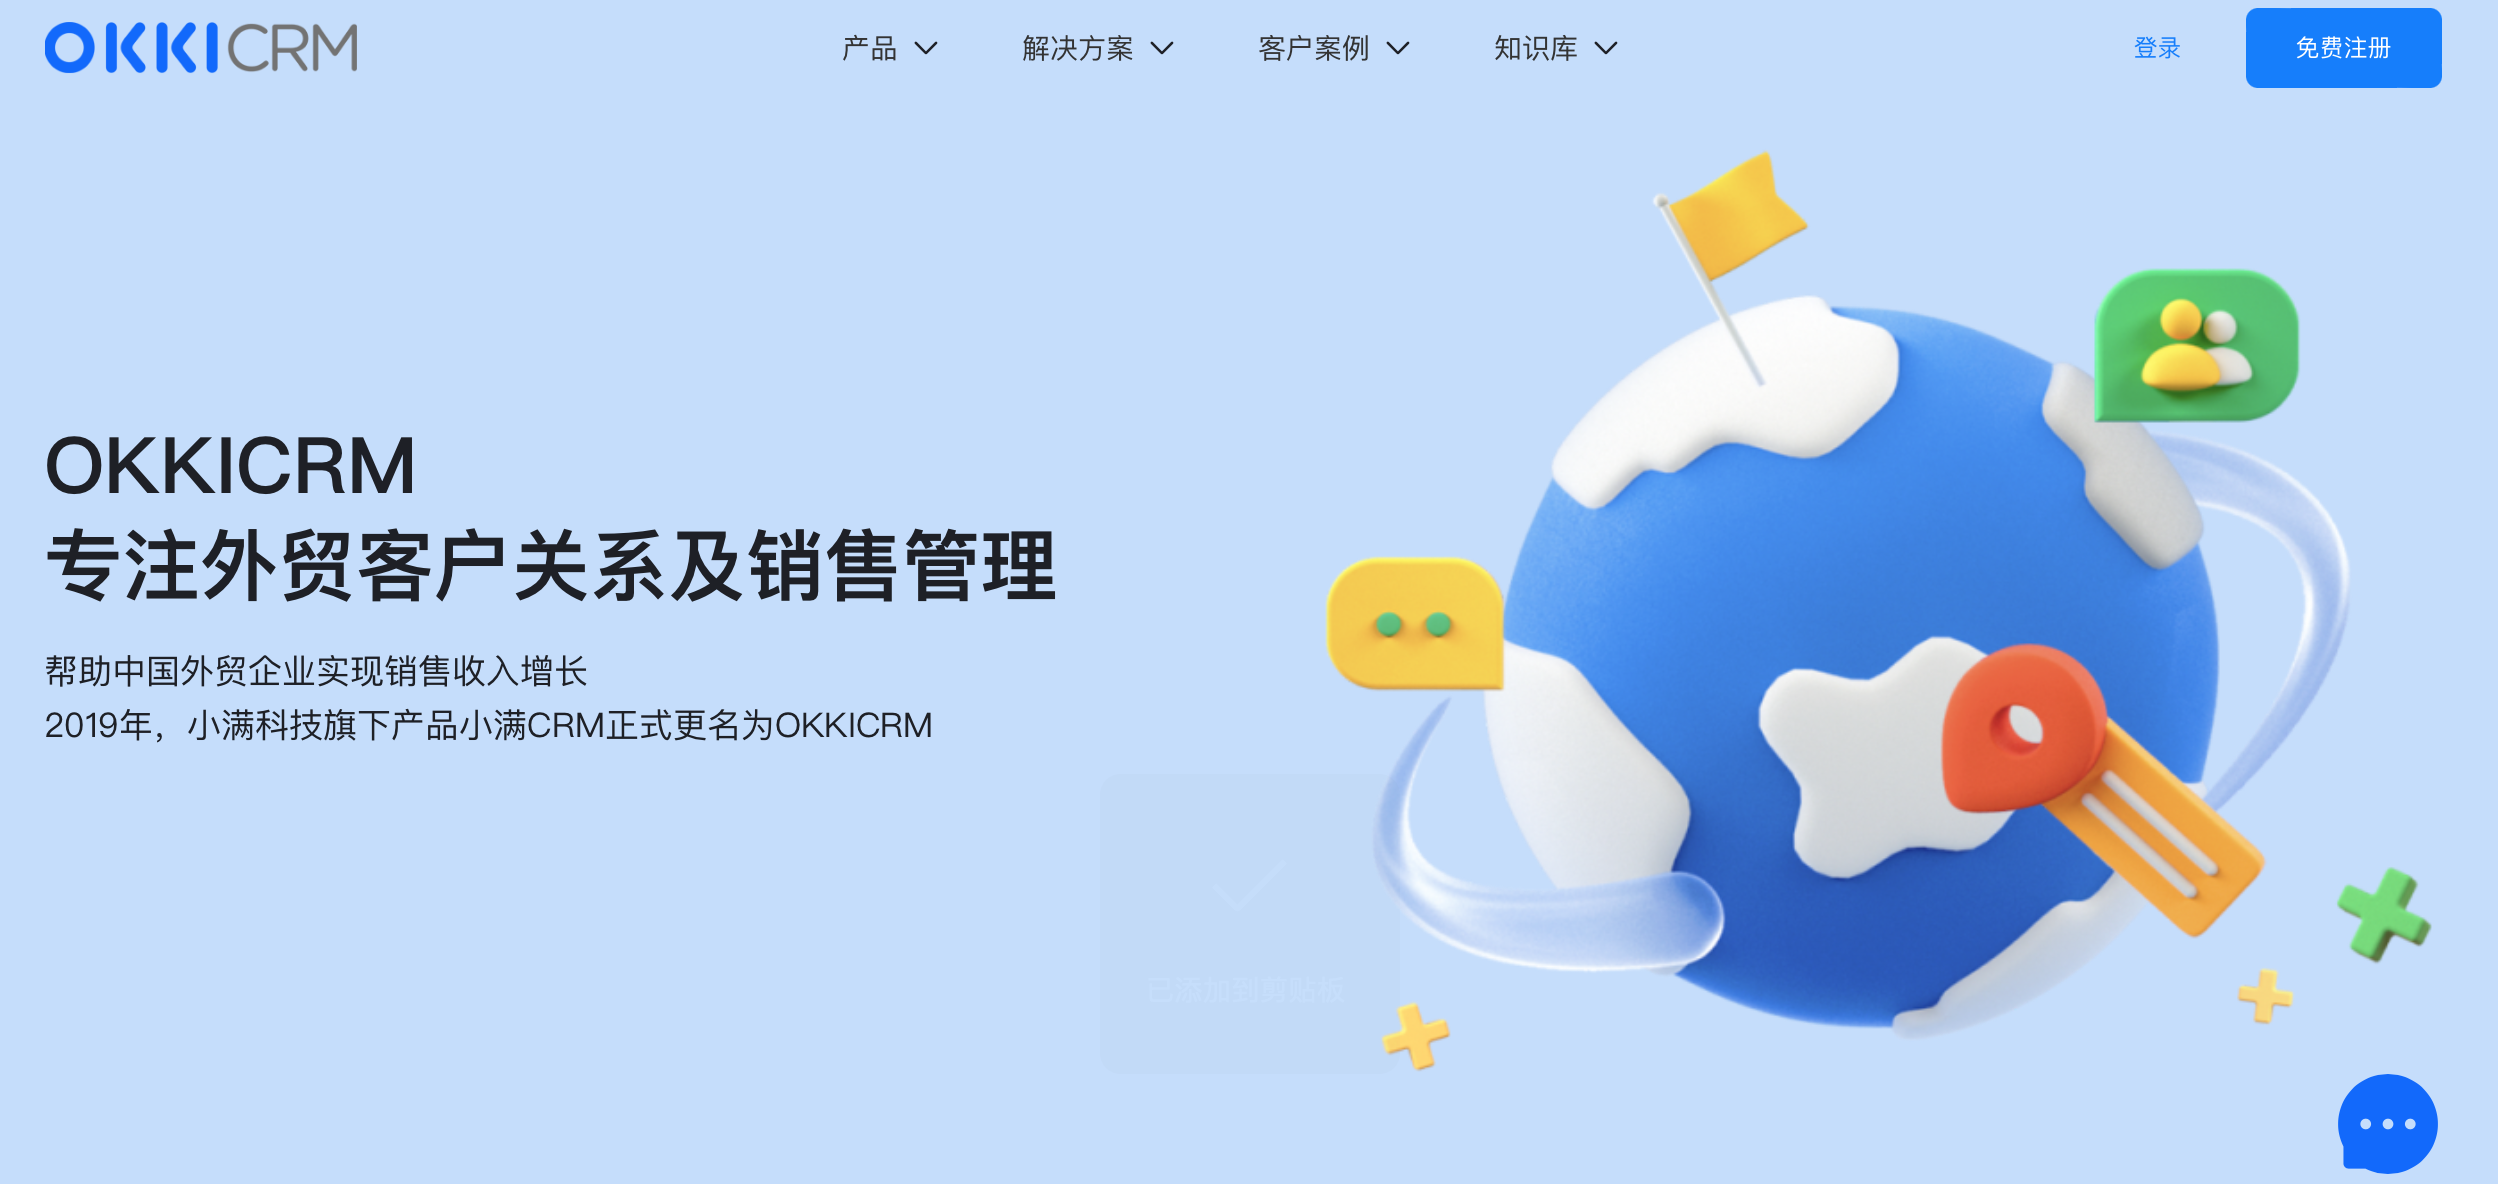 OKKICRM
产品
解决方案
客户案例
知识库
登录
免费注册
OKKICRM
专注外贸客户关系及销售管理
帮助中国外贸企业实现销售收入增长
2019年，小满科技旗下产品小满CRM正式更名为OKKICRM
已添加到剪贴板